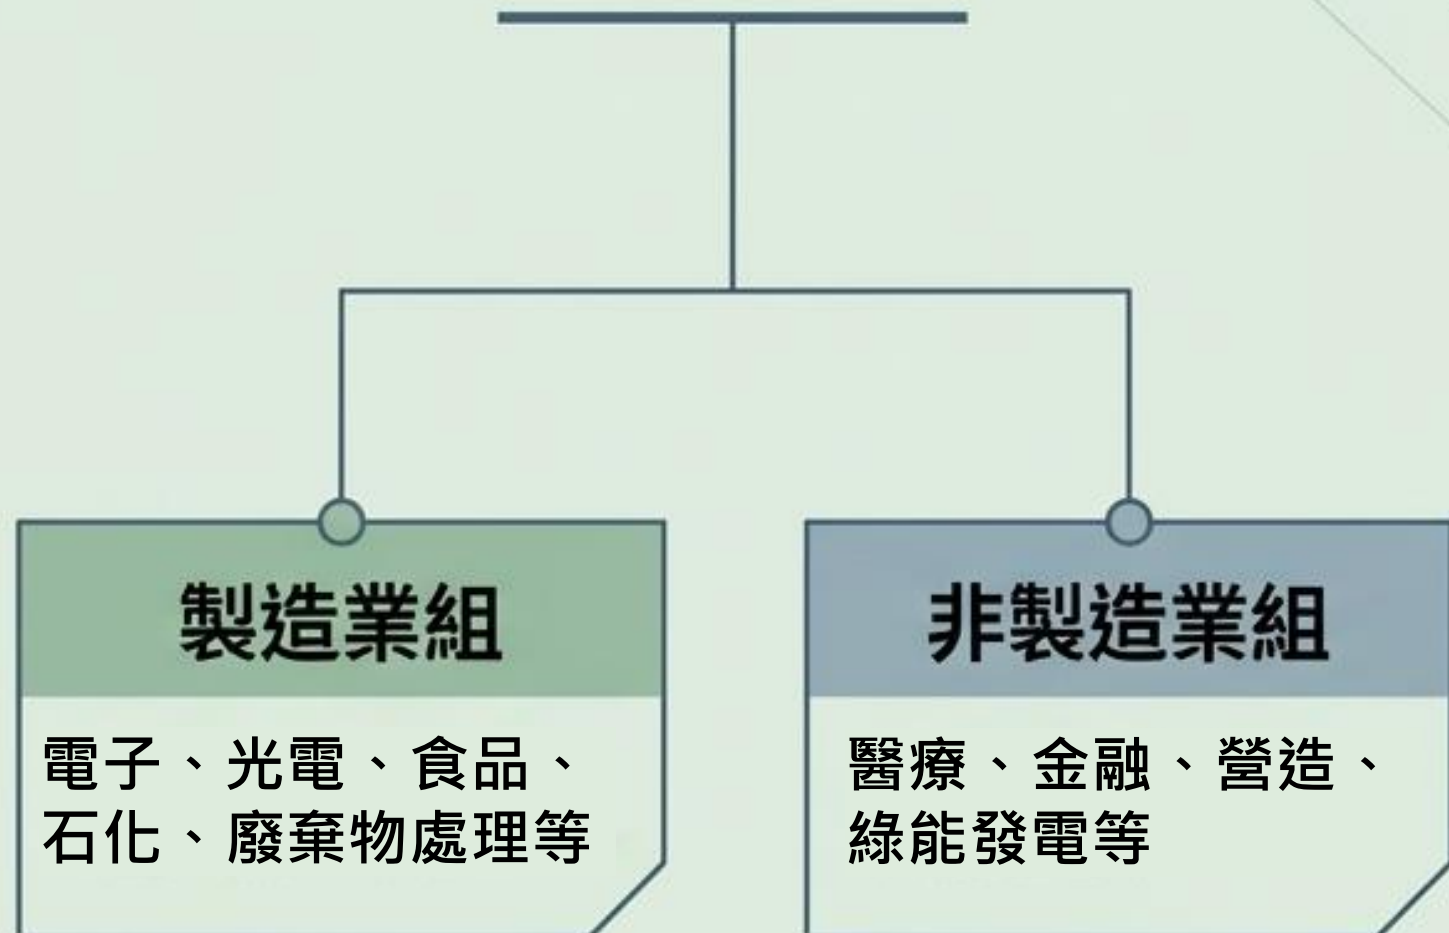 製造業組
電子、光電、食品、
石化、廢棄物處理等
非製造業組
醫療、金融、營造、
綠能發電等